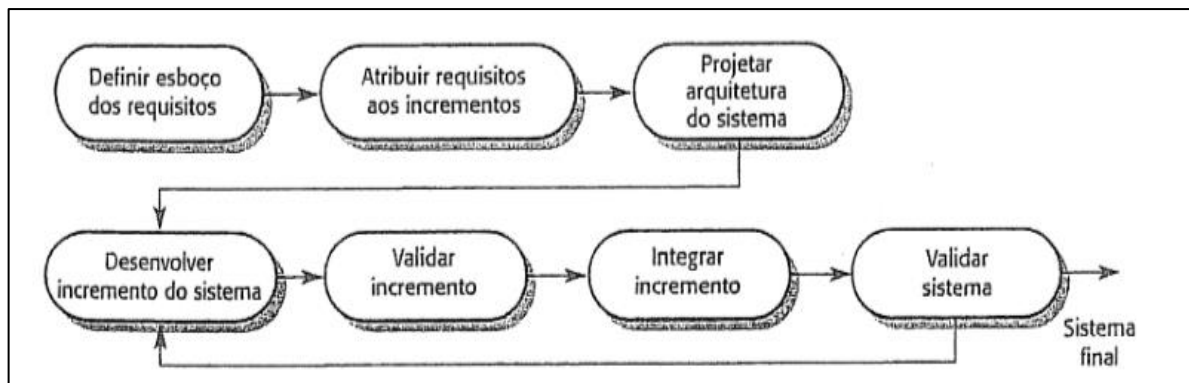 Definir esboço
dos requisitos
Atribuir requisitos
aos incrementos
Projetar
arquitetura
do sistema
Desenvolver
incremento do sistema
Validar
incremento
Integrar
incremento
Validar
sistema
Sistema
final